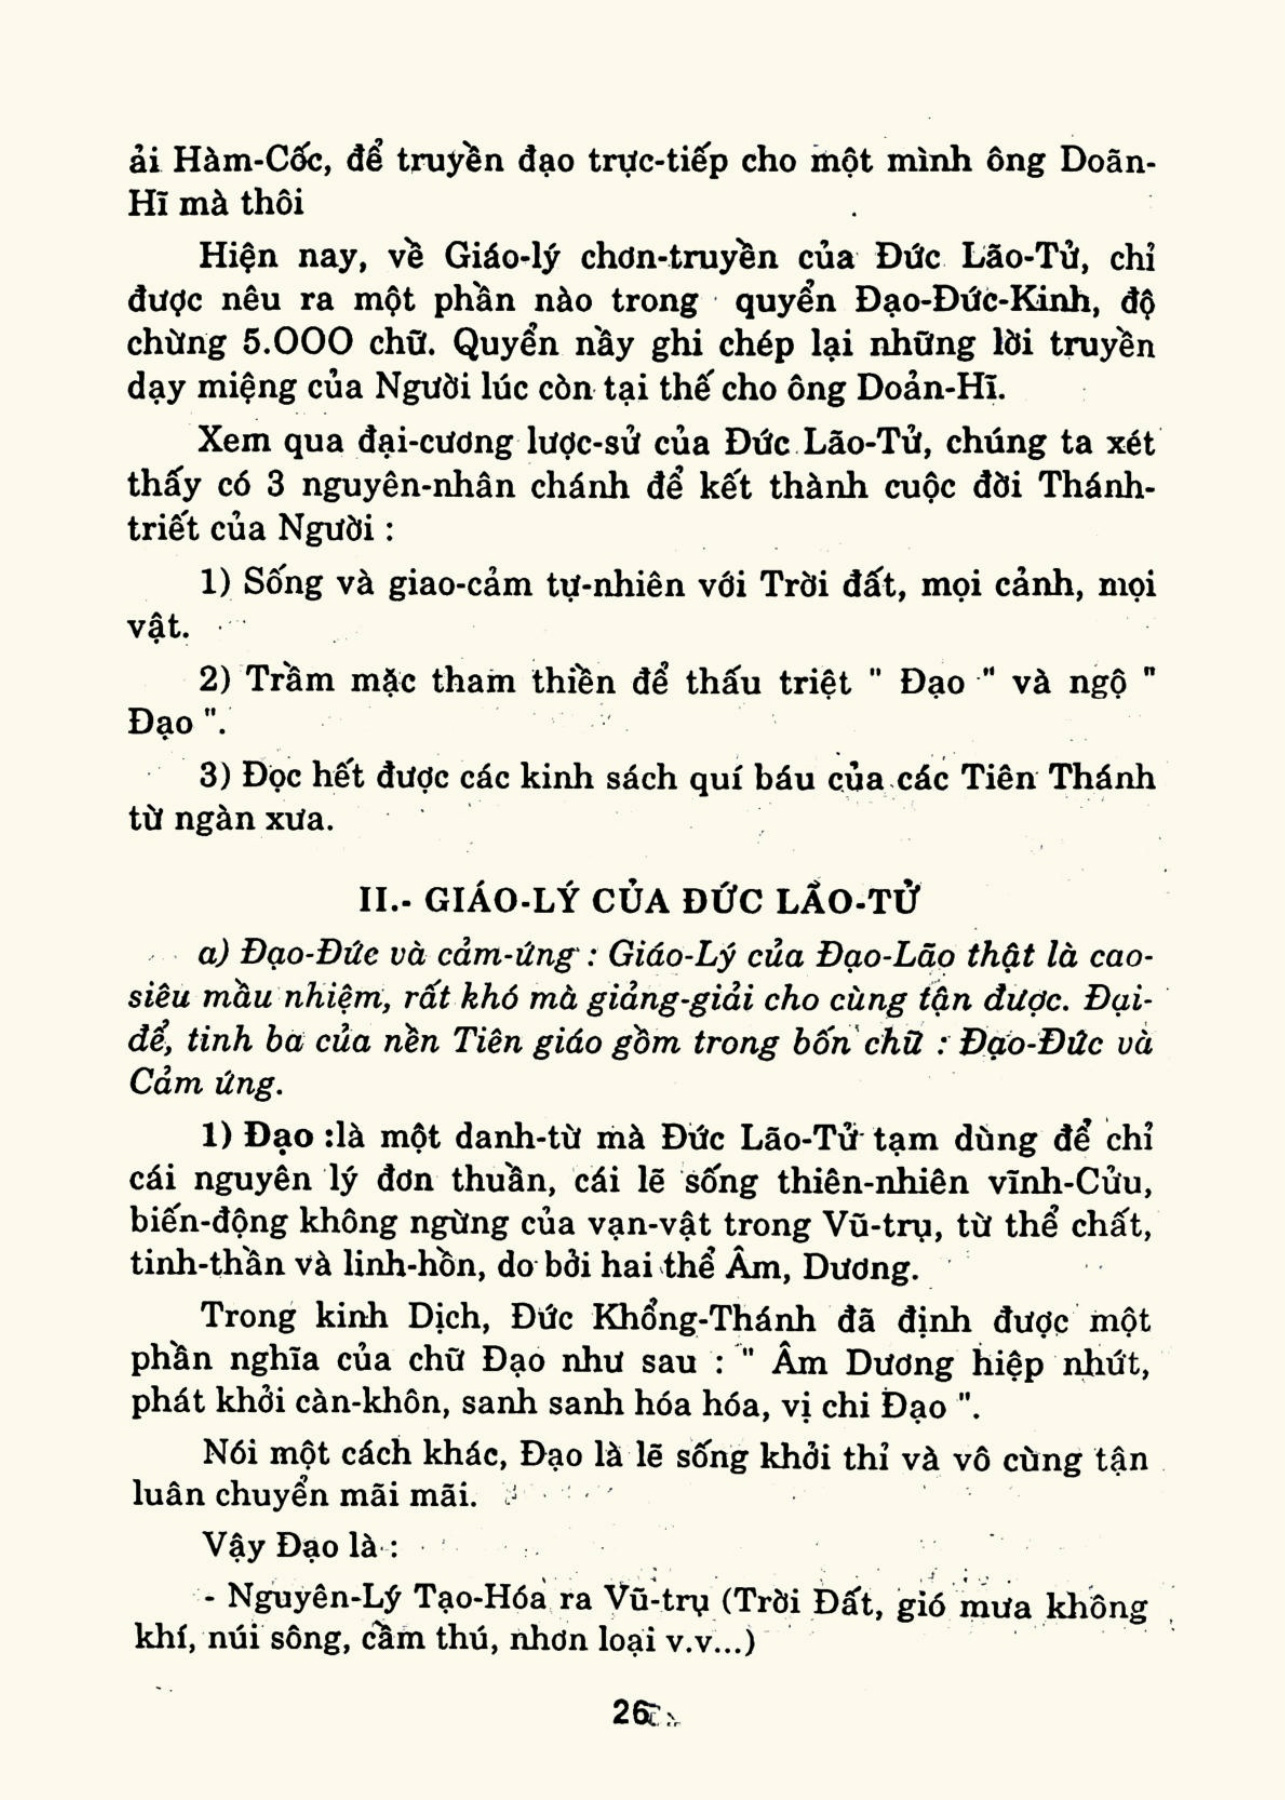 ải Hàm-Cốc, để truyền đạo trực-tiếp cho một mình ông Doãn-
Hĩ mà thôi
Hiện nay, về Giáo-lý chơn-truyền của Đức Lão-Tử, chỉ
được nêu ra một phần nào trong quyển Đạo-Đức-Kinh, độ
chừng 5.000 chữ. Quyển nầy ghi chép lại những lời truyền
dạy miệng của Người lúc còn tại thế cho ông Doản-Hĩ.
Xem qua đại-cương lược-sử của Đức Lão-Tử, chúng ta xét
thấy có 3 nguyên-nhân chánh để kết thành cuộc đời Thánh-
triết của Người :
1) Sống và giao-cảm tự-nhiên với Trời đất, mọi cảnh, mọi
vật.
2) Trầm mặc tham thiền để thấu triệt " Đạo " và ngộ "
Đạo ".
3) Đọc hết được các kinh sách quí báu của các Tiên Thánh
từ ngàn xưa.
II.- GIÁO-LÝ CỦA ĐỨC LÃO-TỬ
a) Đạo-Đức và cảm-ứng : Giáo-Lý của Đạo-Lão thật là cao-
siêu mầu nhiệm, rất khó mà giảng-giải cho cùng tận được. Đại-
để, tinh ba của nền Tiên giáo gồm trong bốn chữ : Đạo-Đức và
Cảm ứng.
1) Đạo :là một danh-từ mà Đức Lão-Tử tạm dùng để chỉ
cái nguyên lý đơn thuần, cái lẽ sống thiên-nhiên vĩnh-Cửu,
biến-động không ngừng của vạn-vật trong Vũ-trụ, từ thể chất,
tinh-thần và linh-hồn, do bởi hai thể Âm, Dương.
Trong kinh Dịch, Đức Khổng-Thánh đã định được một
phần nghĩa của chữ Đạo như sau : " Âm Dương hiệp nhứt,
phát khởi càn-khôn, sanh sanh hóa hóa, vị chi Đạo ".
Nói một cách khác, Đạo là lẽ sống khởi thỉ và vô cùng tận
luân chuyển mãi mãi.
Vậy Đạo là :
- Nguyên-Lý Tạo-Hóa ra Vũ-trụ (Trời Đất, gió mưa không
khí, núi sông, cầm thú, nhơn loại v.v...)
26